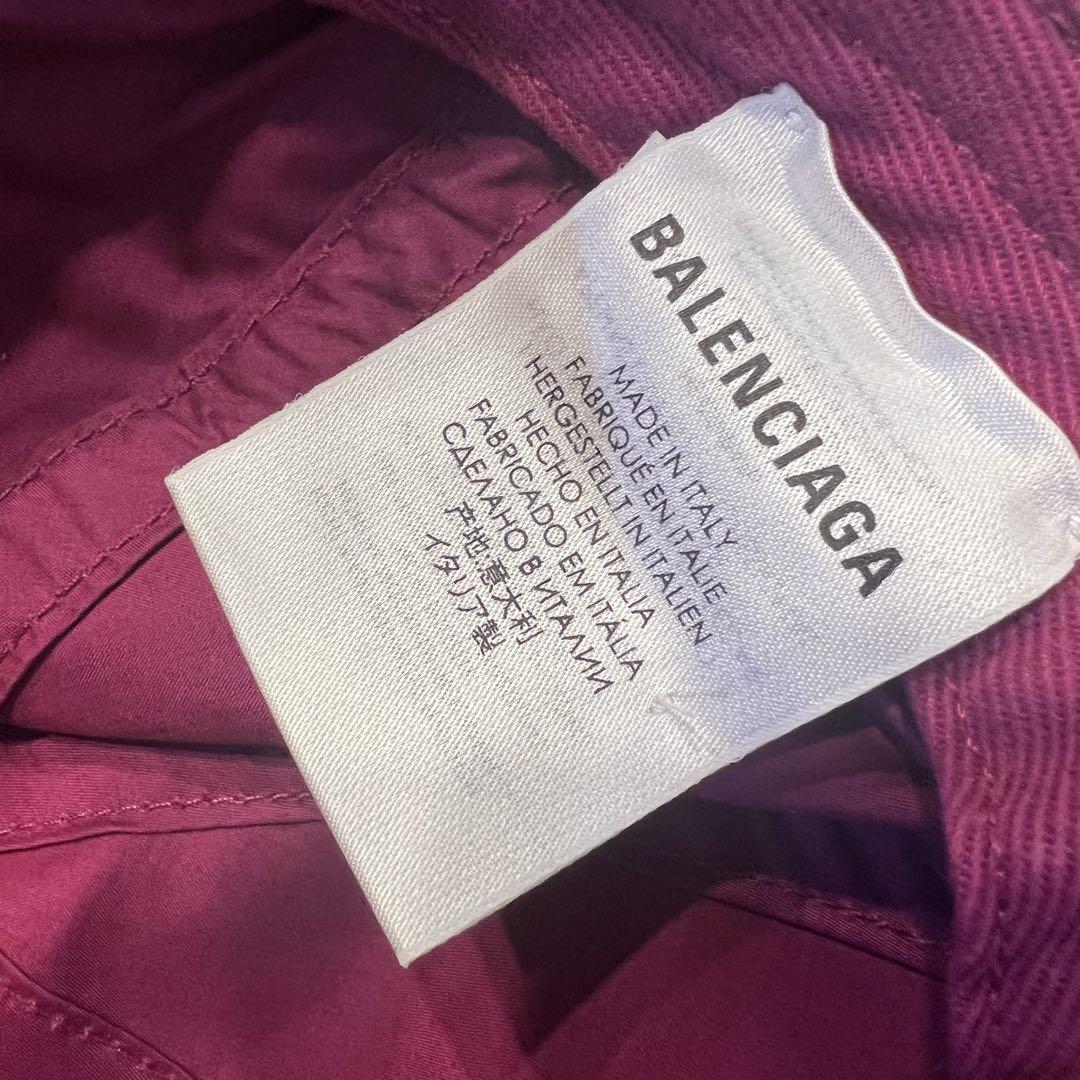 BALENCIAGA
MADE IN ITALY
FABRIQUÉ EN ITALIE
HERGESTELLT IN ITALIEN
HECHO EN ITALIA
FABRICADO EM ITÁLIA
СДЕЛАНО В ИТАЛИИ
产地意大利
イタリア製